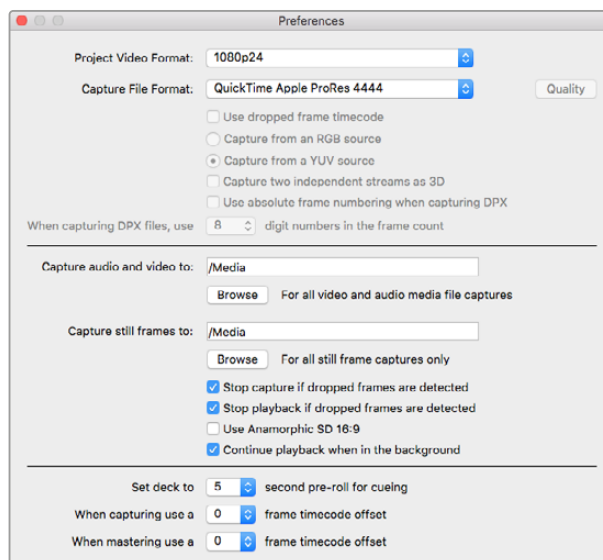 Preferences
Project Video Format: 1080p24
Capture File Format: QuickTime Apple ProRes 4444 Quality
Use dropped frame timecode
Capture from an RGB source
Capture from a YUV source
Capture two independent streams as 3D
Use absolute frame numbering when capturing DPX
When capturing DPX files, use 8 digit numbers in the frame count
Capture audio and video to: /Media
Browse For all video and audio media file captures
Capture still frames to: /Media
Browse For all still frame captures only
Stop capture if dropped frames are detected
Stop playback if dropped frames are detected
Use Anamorphic SD 16:9
Continue playback when in the background
Set deck to 5 second pre-roll for cueing
When capturing use a 0 frame timecode offset
When mastering use a 0 frame timecode offset